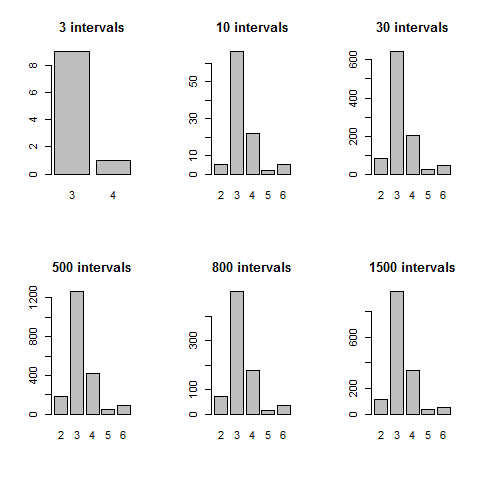 3 intervals
10 intervals
30 intervals
0 2 4 6 8
0 10 30 50
0 200 600
3 4
2 3 4 5 6
2 3 4 5 6
500 intervals
800 intervals
1500 intervals
0 400 800 1200
0 100 300
0 200 600
2 3 4 5 6
2 3 4 5 6
2 3 4 5 6